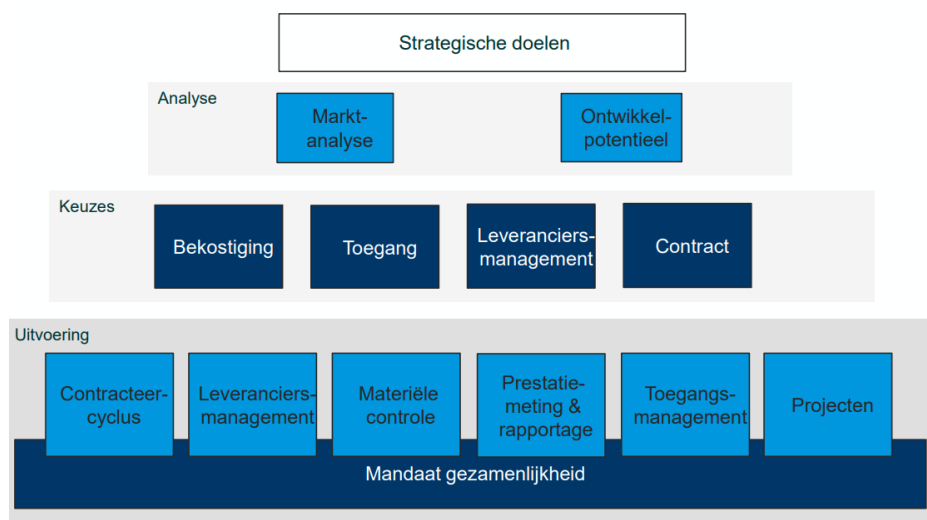 Strategische doelen
Analyse
Markt-
analyse
Ontwikkel-
potentieel
Keuzes
Bekostiging
Toegang
Leveranciers-
management
Contract
Uitvoering
Contracteer-
cyclus
Leveranciers-
management
Materiële
controle
Prestatie-
meting &
rapportage
Toegangs-
management
Projecten
Mandaat gezamenlijkheid